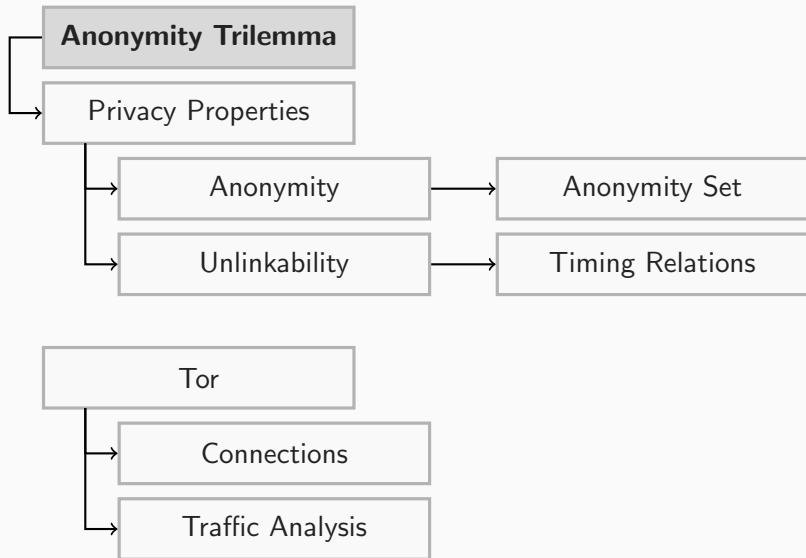 Anonymity Trilemma
Privacy Properties
Anonymity
Anonymity Set
Unlinkability
Timing Relations
Tor
Connections
Traffic Analysis